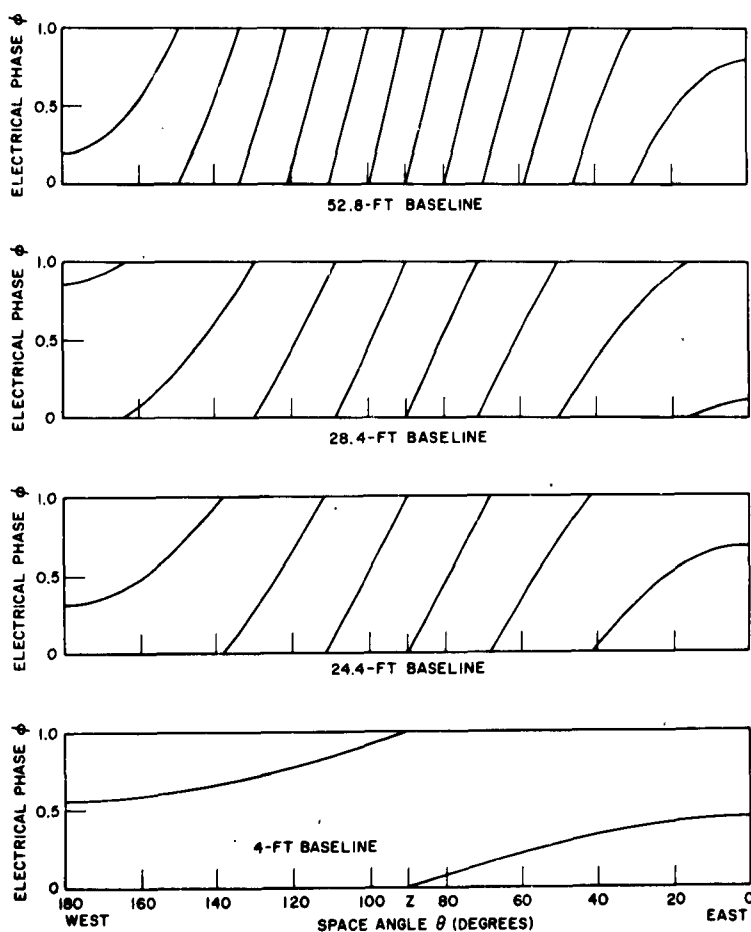 ELECTRICAL PHASE ϕ
1.0
0.5
0
52.8-FT BASELINE
ELECTRICAL PHASE ϕ
1.0
0.5
0
28.4-FT BASELINE
ELECTRICAL PHASE ϕ
1.0
0.5
0
24.4-FT BASELINE
ELECTRICAL PHASE ϕ
1.0
0.5
0
4-FT BASELINE
180 160 140 120 100 Z 80 60 40 20 0
WEST SPACE ANGLE θ (DEGREES) EAST